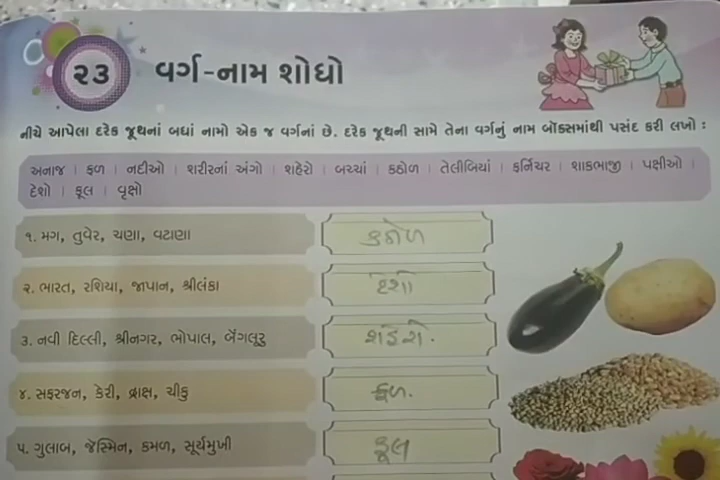 ૨૩
વર્ગ-નામ શોધો
નીચે આપેલા દરેક જૂથનાં બધાં નામો એક જ વર્ગનાં છે. દરેક જૂથની સામે તેના વર્ગનું નામ બૉક્સમાંથી પસંદ કરી લખો :
અનાજ | ફળ | નદીઓ | શરીરનાં અંગો | શહેરો | બચ્ચાં | કઠોળ | તેલીબિયાં | ફર્નિચર | શાકભાજી | પક્ષીઓ |
દેશો | ફૂલ | વૃક્ષો
૧. મગ, તુવેર, ચણા, વટાણા કઠોળ
૨. ભારત, રશિયા, જાપાન, શ્રીલંકા દેશો
૩. નવી દિલ્લી, શ્રીનગર, ભોપાલ, બેંગલૂરુ શહેરો.
૪. સફરજન, કેરી, દ્રાક્ષ, ચીકુ ફળ.
૫. ગુલાબ, જેસ્મિન, કમળ, સૂર્યમુખી ફૂલ